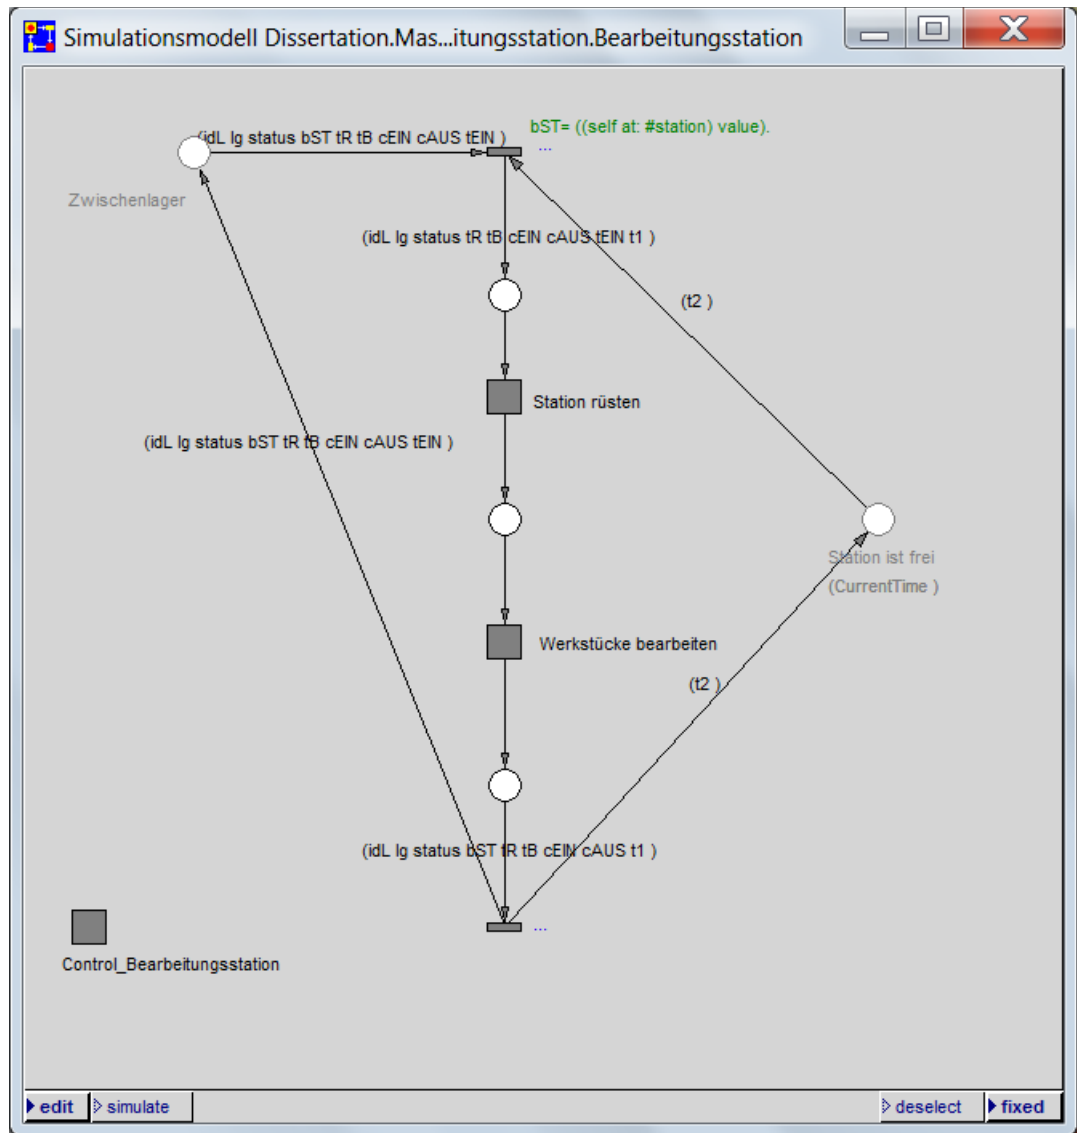 Simulationsmodell Dissertation.Mas...itungsstation.Bearbeitungsstation
(idL lg status bST tR tB cEIN cAUS tEIN )
bST= ((self at: #station) value).
...
Zwischenlager
(idL lg status tR tB cEIN cAUS tEIN t1 )
(t2 )
Station rüsten
(idL lg status bST tR tB cEIN cAUS tEIN )
Station ist frei
(CurrentTime )
Werkstücke bearbeiten
(t2 )
(idL lg status bST tR tB cEIN cAUS t1 )
...
Control_Bearbeitungsstation
edit simulate deselect fixed